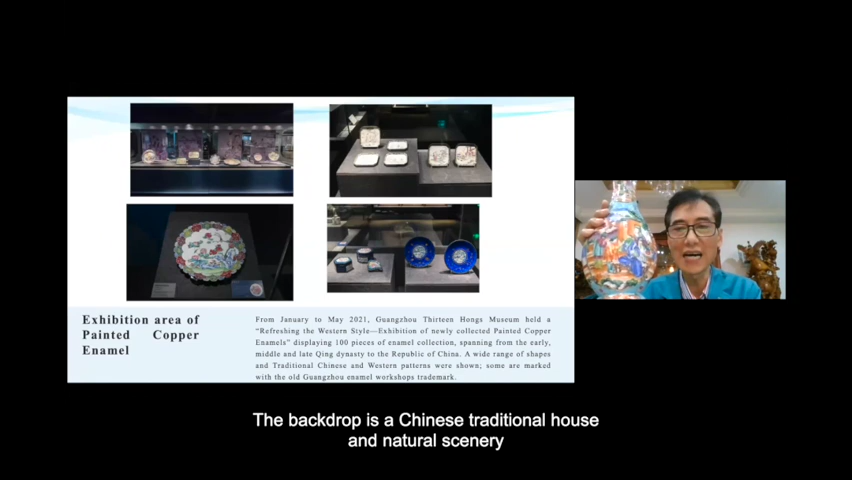 Exhibition area of
Painted Copper
Enamel
From January to May 2021, Guangzhou Thirteen Hongs Museum held a
“Refreshing the Western Style—Exhibition of newly collected Painted Copper
Enamels” displaying 100 pieces of enamel collection, spanning from the early,
middle and late Qing dynasty to the Republic of China. A wide range of shapes
and Traditional Chinese and Western patterns were shown; some are marked
with the old Guangzhou enamel workshops trademark.
The backdrop is a Chinese traditional house
and natural scenery